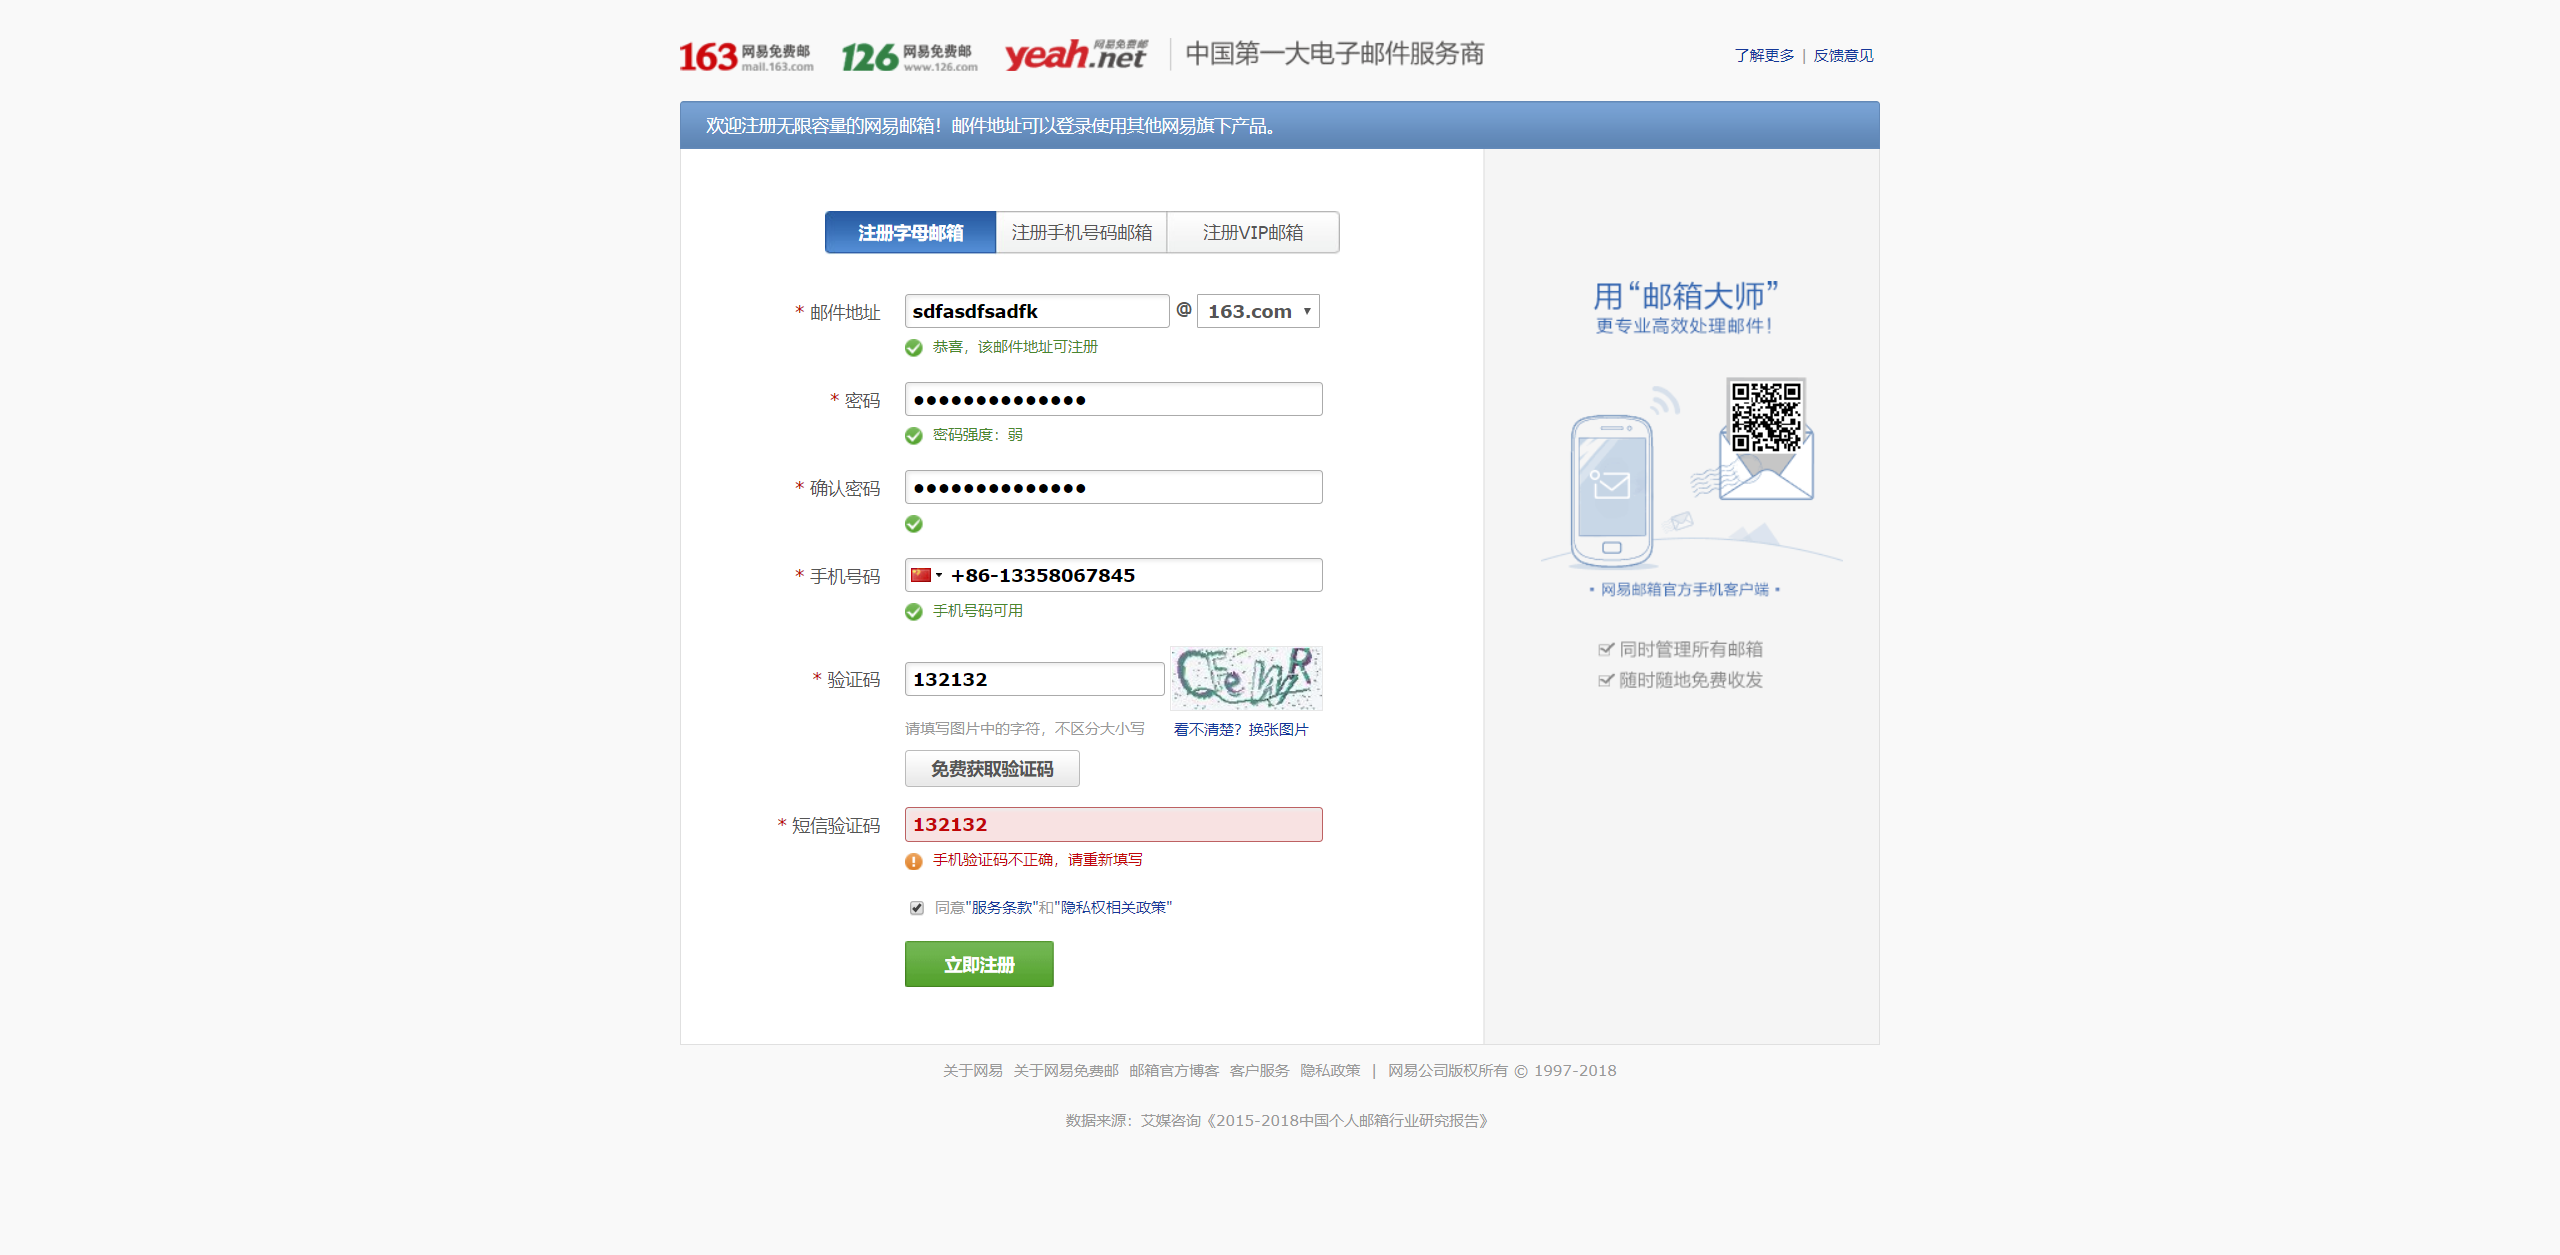 163 网易免费邮 mail.163.com 126 网易免费邮 www.126.com yeah.net 网易免费邮 中国第一大电子邮件服务商 了解更多 | 反馈意见
欢迎注册无限容量的网易邮箱！邮件地址可以登录使用其他网易旗下产品。
注册字母邮箱 注册手机号码邮箱 注册VIP邮箱
* 邮件地址 sdfasdfsadfk @ 163.com
恭喜，该邮件地址可注册
* 密码 ••••••••••••••
密码强度：弱
* 确认密码 ••••••••••••••
* 手机号码 +86-13358067845
手机号码可用
* 验证码 132132
请填写图片中的字符，不区分大小写 看不清楚？换张图片
免费获取验证码
* 短信验证码 132132
手机验证码不正确，请重新填写
同意"服务条款"和"隐私权相关政策"
立即注册
用“邮箱大师”
更专业高效处理邮件！
• 网易邮箱官方手机客户端 •
同时管理所有邮箱
随时随地免费收发
关于网易 关于网易免费邮 邮箱官方博客 客户服务 隐私政策 | 网易公司版权所有 © 1997-2018
数据来源：艾媒咨询《2015-2018中国个人邮箱行业研究报告》